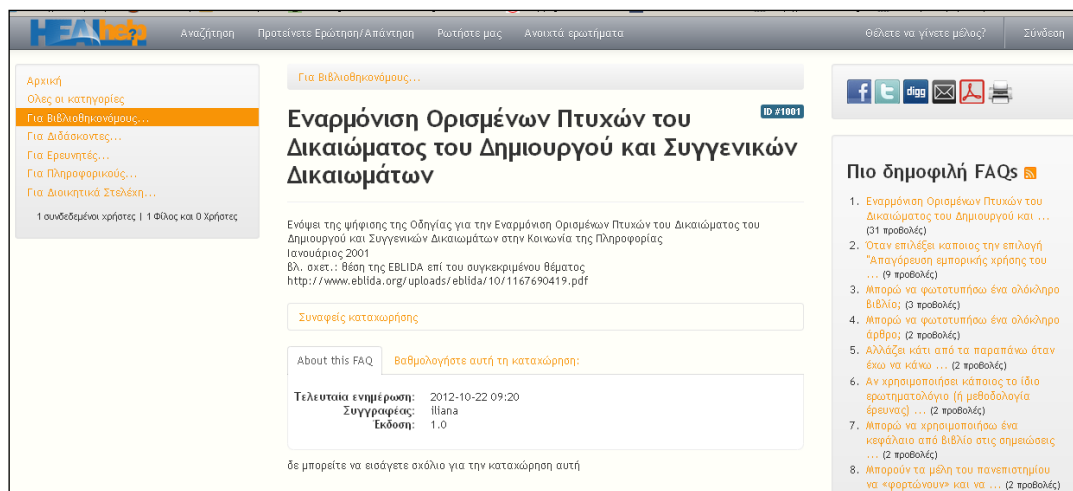 HEALhelp?
Αναζήτηση Προτείνετε Ερώτηση/Απάντηση Ρωτήστε μας Ανοιχτά ερωτήματα Θέλετε να γίνετε μέλος? Σύνδεση
Αρχική
Όλες οι κατηγορίες
Για Βιβλιοθηκονόμους...
Για Διδάσκοντες...
Για Ερευνητές...
Για Πληροφορικούς...
Για Διοικητικά Στελέχη...
1 συνδεδεμένοι χρήστες | 1 Φίλος και 0 Χρήστες
Για Βιβλιοθηκονόμους...
ID #1001
Εναρμόνιση Ορισμένων Πτυχών του
Δικαιώματος του Δημιουργού και Συγγενικών
Δικαιωμάτων
Ενόψει της ψήφισης της Οδηγίας για την Εναρμόνιση Ορισμένων Πτυχών του Δικαιώματος του
Δημιουργού και Συγγενικών Δικαιωμάτων στην Κοινωνία της Πληροφορίας
Ιανουάριος 2001
Βλ. σχετ.: θέση της EBLIDA επί του συγκεκριμένου θέματος
http://www.eblida.org/uploads/eblida/10/1167690419.pdf
Συναφείς καταχωρήσης
About this FAQ Βαθμολογήστε αυτή τη καταχώρηση:
Τελευταία ενημέρωση: 2012-10-22 09:20
Συγγραφέας: iliana
Έκδοση: 1.0
δε μπορείτε να εισάγετε σχόλιο για την καταχώρηση αυτή
digg
Πιο δημοφιλή FAQs
1. Εναρμόνιση Ορισμένων Πτυχών του
Δικαιώματος του Δημιουργού και ...
(31 προβολές)
2. Όταν επιλέξει καποιος την επιλογή
"Απαγόρευση εμπορικής χρήσης του
... (9 προβολές)
3. Μπορώ να φωτοτυπήσω ένα ολόκληρο
βιβλίο; (3 προβολές)
4. Μπορώ να φωτοτυπήσω ένα ολόκληρο
άρθρο; (2 προβολές)
5. Αλλάζει κάτι από τα παραπάνω όταν
έχω να κάνω ... (2 προβολές)
6. Αν χρησιμοποιήσει κάποιος το ίδιο
ερωτηματολόγιο (ή μεθοδολογία
έρευνας) ... (2 προβολές)
7. Μπορώ να χρησιμοποιήσω ένα
κεφάλαιο από βιβλίο στις σημειώσεις
... (2 προβολές)
8. Μπορούν τα μέλη του πανεπιστημίου
να «φορτώνουν» και να ... (2 προβολές)